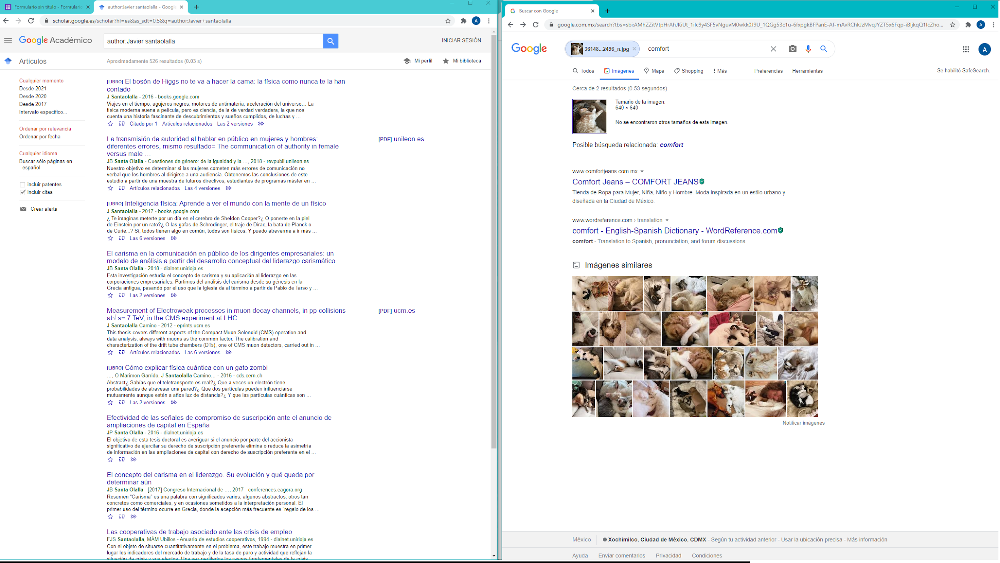 Formulario sin título - Formulario
author:Javier santaolalla - Google
scholar.google.es/scholar?hl=es&as_sdt=0,5&q=author:Javier+santaolalla
A
Google Académico
author:Javier santaolalla
INICIAR SESIÓN
Artículos
Aproximadamente 526 resultados (0.03 s)
Mi perfil
Mi biblioteca
Cualquier momento
Desde 2021
Desde 2020
Desde 2017
Intervalo específico...
Ordenar por relevancia
Ordenar por fecha
Cualquier idioma
Buscar sólo páginas en
español
incluir patentes
incluir citas
Crear alerta
[LIBRO] El bosón de Higgs no te va a hacer la cama: la física como nunca te la han
contado
J Santaolalla - 2016 - books.google.com
Viajes en el tiempo, agujeros negros, motores de antimateria, aceleración del universo… La
física moderna suena a película, pero es ciencia, de la de verdad verdadera, la que nos
cuenta una historia fascinante de descubrimientos y sueños cumplidos, de luchas y …
Citado por 1 Artículos relacionados Las 2 versiones
La transmisión de autoridad al hablar en público en mujeres y hombres:
diferentes errores, mismo resultado= The communication of authority in female
versus male …
JB Santa Olalla - Cuestiones de género: de la igualdad y la …, 2018 - revpubli.unileon.es
Nuestro objetivo es determinar si las mujeres cometen más errores de comunicación no
verbal que los hombres al dirigirse a una audiencia. Obtenemos las conclusiones de este
estudio a partir de una muestra de futuros directivos, estudiantes de programas máster en …
Artículos relacionados Las 4 versiones
[PDF] unileon.es
[LIBRO] Inteligencia física: Aprende a ver el mundo con la mente de un físico
J Santaolalla - 2017 - books.google.com
¿ Te imaginas meterte por un día en el cerebro de Sheldon Cooper?¿ O ponerte en la piel
de Einstein por un rato?¿ O las gafas de Schrödinger, el traje de Dirac, la bata de Planck o
de Curie...? Sí, todos tienen algo en común, todos son físicos. Y puedo atreverme a ir más …
Las 6 versiones
El carisma en la comunicación en público de los dirigentes empresariales: un
modelo de análisis a partir del desarrollo conceptual del liderazgo carismático
JB Santa Olalla - 2018 - dialnet.unirioja.es
Esta investigación estudia el concepto de carisma y su aplicación al liderazgo en las
corporaciones empresariales. Partimos del análisis del carisma desde su génesis en la
Grecia antigua, pasando por el uso que la Iglesia da al término a partir de Pablo de Tarso y …
Las 2 versiones
Measurement of Electroweak processes in muon decay channels, in pp collisions
at√ s= 7 TeV, in the CMS experiment at LHC
J Santaolalla Camino - 2012 - eprints.ucm.es
This thesis covers different aspects of the Compact Muon Solenoid (CMS) operation and
data analysis, always with muons as the common factor. The calibration and
characterization of the drift tube chambers (DTs), one of CMS muon detectors, carried out in …
Artículos relacionados Las 6 versiones
[PDF] ucm.es
[LIBRO] Cómo explicar física cuántica con un gato zombi
…, O Marimon Garrido, J Santaolalla Camino… - 2016 - cds.cern.ch
Abstract¿ Sabías que el teletransporte es real?¿ Que a veces un electrón tiene
probabilidades de atravesar una pared?¿ Que dos partículas pueden influenciarse
mutuamente aunque estén a años luz de distancia?¿ Y que las partículas cuánticas son …
Las 2 versiones
Efectividad de las señales de compromiso de suscripción ante el anuncio de
ampliaciones de capital en España
JP Santa Olalla - 2016 - dialnet.unirioja.es
El objetivo de esta tesis doctoral es averiguar si el anuncio por parte del accionista
significativo de ejercitar su derecho de suscripción preferente elimina o reduce la asimetría
de información en las ampliaciones de capital con derecho de suscripción preferente en el …
El concepto del carisma en el liderazgo. Su evolución y qué queda por
determinar aún
JB Santa Olalla - [2017] Congreso Internacional de …, 2017 - conferences.eagora.org
Resumen “Carisma” es una palabra con significados varios, algunos abstractos, otros tan
concretos como comerciales, y en ocasiones sometidos a la interpretación personal. El
primer uso del término ocurre en Grecia, donde la acepción más frecuente es “regalo de los …
Las cooperativas de trabajo asociado ante las crisis de empleo
FJS Santaolalla, MÁM Ubillos - Anuario de estudios cooperativos, 1994 - dialnet.unirioja.es
Con el objeto de situarse cuantitativamente en el problema, este trabajo muestra en primer
lugar los indicadores del mercado de trabajo y de la tasa de paro y actividad que reflejan la
situación de crisis y sus efectos. Una vez perfilados los rasgos fundamentales de la crisis
Buscar con Google
google.com.mx/search?tbs=sbi:
A
Google
36148...2496_n.jpg
comfort
A
Todos
Imágenes
Maps
Shopping
Más
Preferencias
Herramientas
Se habilitó SafeSearch.
Cerca de 2 resultados (0.53 segundos)
Tamaño de la imagen:
640 × 640
No se encontraron otros tamaños de esta imagen.
Posible búsqueda relacionada: comfort
www.comfortjeans.com.mx
Comfort Jeans – COMFORT JEANS
Tienda de Ropa para Mujer, Niña, Niño y Hombre. Moda inspirada en un estilo urbano y
diseñada en la Ciudad de México.
www.wordreference.com › translation
comfort - English-Spanish Dictionary - WordReference.com
comfort - Translation to Spanish, pronunciation, and forum discussions.
Imágenes similares
Notificar imágenes
México
Xochimilco, Ciudad de México, CDMX - Según tu actividad anterior - Usar la ubicación precisa - Más información
Ayuda
Enviar comentarios
Privacidad
Condiciones